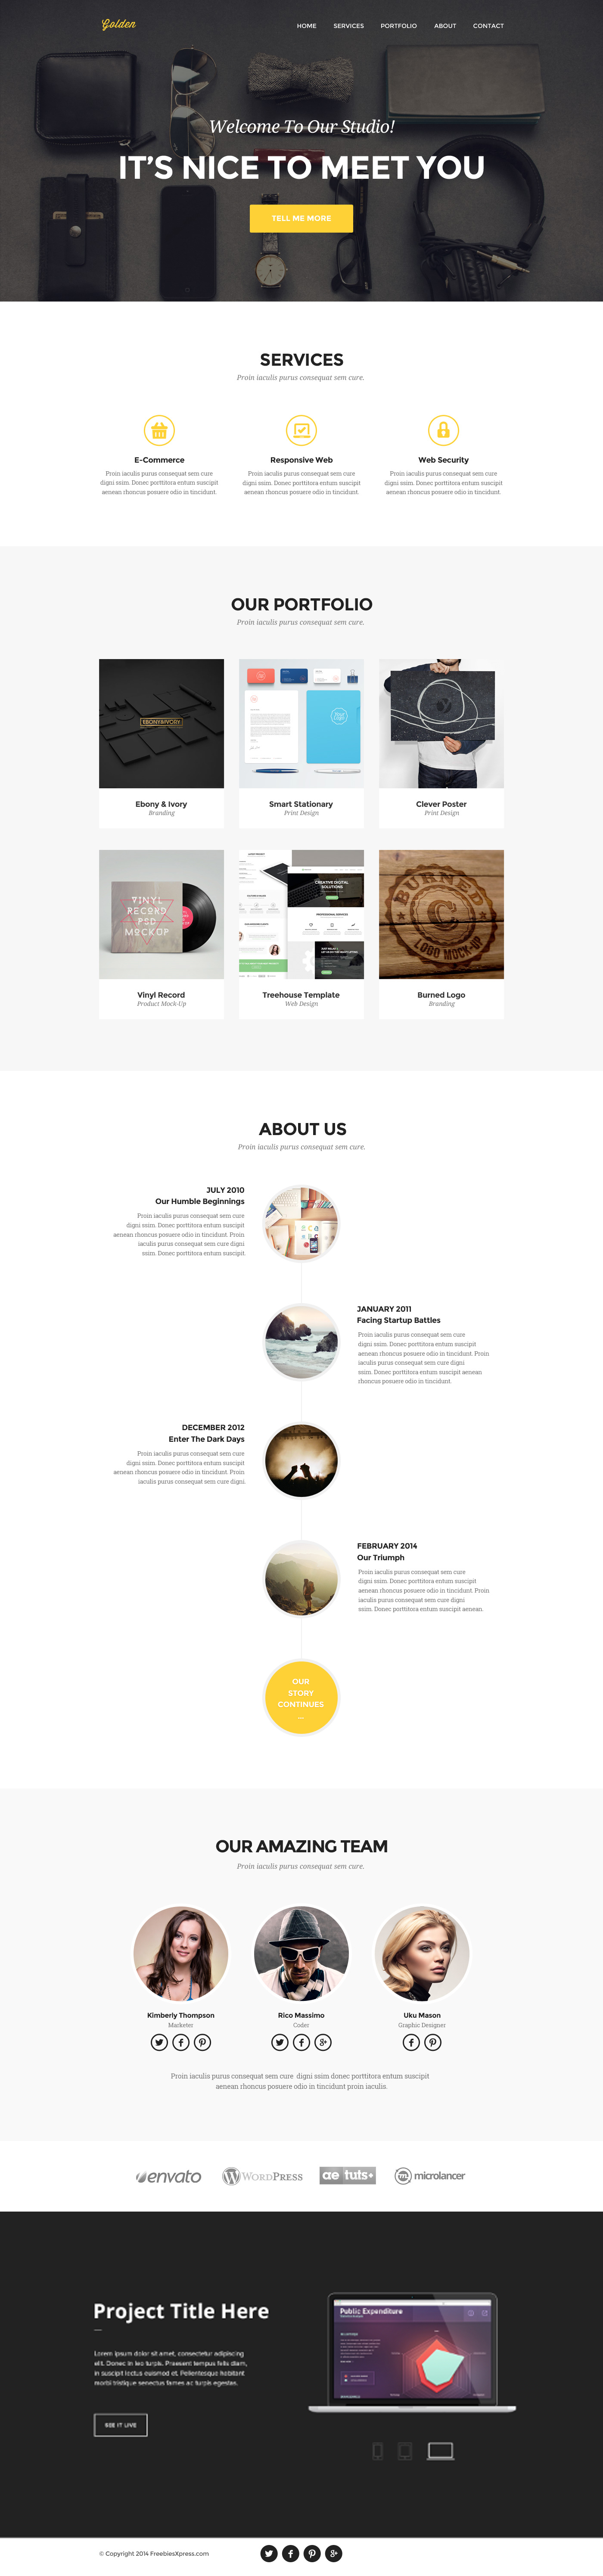 Golden
HOME SERVICES PORTFOLIO ABOUT CONTACT
Welcome To Our Studio!
IT'S NICE TO MEET YOU
TELL ME MORE
SERVICES
Proin iaculis purus consequat sem cure.
E-Commerce
Proin iaculis purus consequat sem cure
digni ssim. Donec porttitora entum suscipit
aenean rhoncus posuere odio in tincidunt.
Responsive Web
Proin iaculis purus consequat sem cure
digni ssim. Donec porttitora entum suscipit
aenean rhoncus posuere odio in tincidunt.
Web Security
Proin iaculis purus consequat sem cure
digni ssim. Donec porttitora entum suscipit
aenean rhoncus posuere odio in tincidunt.
OUR PORTFOLIO
Proin iaculis purus consequat sem cure.
EBONY&IVORY
Ebony & Ivory
Branding
Smart Stationary
Print Design
Clever Poster
Print Design
VINYL
RECORD
PSD
MOCKUP
Vinyl Record
Product Mock-Up
CREATIVE DIGITAL
SOLUTIONS
PROFESSIONAL SERVICES
Treehouse Template
Web Design
BURNED
LOGO MOCK-UP
Burned Logo
Branding
ABOUT US
Proin iaculis purus consequat sem cure.
JULY 2010
Our Humble Beginnings
Proin iaculis purus consequat sem cure
digni ssim. Donec porttitora entum suscipit
aenean rhoncus posuere odio in tincidunt. Proin
iaculis purus consequat sem cure digni
ssim. Donec porttitora entum suscipit.
JANUARY 2011
Facing Startup Battles
Proin iaculis purus consequat sem cure
digni ssim. Donec porttitora entum suscipit
aenean rhoncus posuere odio in tincidunt. Proin
iaculis purus consequat sem cure digni
ssim. Donec porttitora entum suscipit aenean
rhoncus posuere odio in tincidunt.
DECEMBER 2012
Enter The Dark Days
Proin iaculis purus consequat sem cure
digni ssim. Donec porttitora entum suscipit
aenean rhoncus posuere odio in tincidunt. Proin
iaculis purus consequat sem cure digni.
FEBRUARY 2014
Our Triumph
Proin iaculis purus consequat sem cure
digni ssim. Donec porttitora entum suscipit
aenean rhoncus posuere odio in tincidunt. Proin
iaculis purus consequat sem cure digni
ssim. Donec porttitora entum suscipit aenean.
OUR
STORY
CONTINUES
...
OUR AMAZING TEAM
Proin iaculis purus consequat sem cure.
Kimberly Thompson
Marketer
Rico Massimo
Coder
Uku Mason
Graphic Designer
Proin iaculis purus consequat sem cure digni ssim donec porttitora entum suscipit
aenean rhoncus posuere odio in tincidunt proin iaculis.
envato
WORDPRESS
ae tuts+
microlancer
Project Title Here
Lorem ipsum dolor sit amet, consectetur adipiscing
elit. Donec in leo turpis. Praesent tempus aliquam diam,
in suscipit lectus euismod et. Pellentesque habitant
morbi tristique senectus fames ac turpis egestas.
SEE IT LIVE
Public Expenditure
© Copyright 2014 FreebiesXpress.com